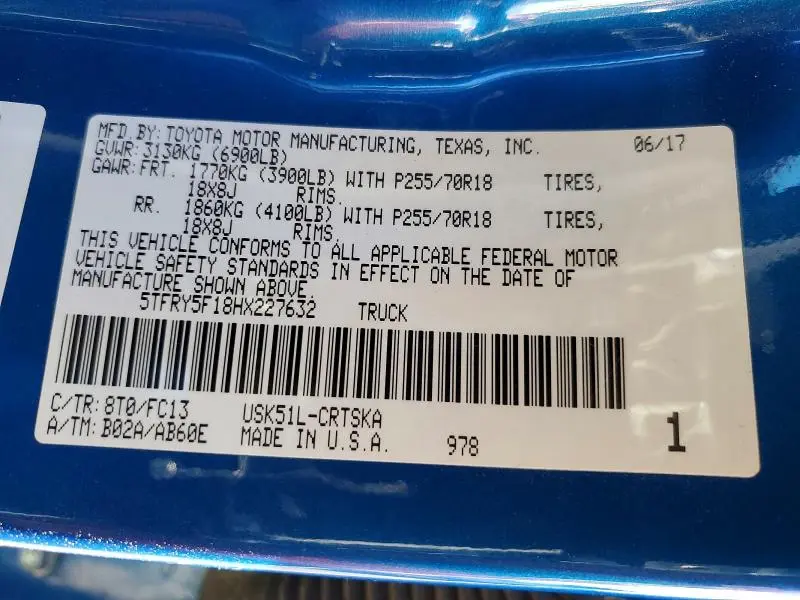 MFD.BY: TOYOTA MOTOR MANUFACTURING, TEXAS, INC. 06/17
GVWR: 3130KG (6900LB)
GAWR: FRT. 1770KG (3900LB) WITH P255/70R18 TIRES,
18X8J RIMS.
RR. 1860KG (4100LB) WITH P255/70R18 TIRES,
18X8J RIMS.
THIS VEHICLE CONFORMS TO ALL APPLICABLE FEDERAL MOTOR
VEHICLE SAFETY STANDARDS IN EFFECT ON THE DATE OF
MANUFACTURE SHOWN ABOVE.
5TFRY5F18HX227632 TRUCK
C/TR: 8T0/FC13 USK51L-CRTSKA
A/TM: B02A/AB60E MADE IN U.S.A. 978 1